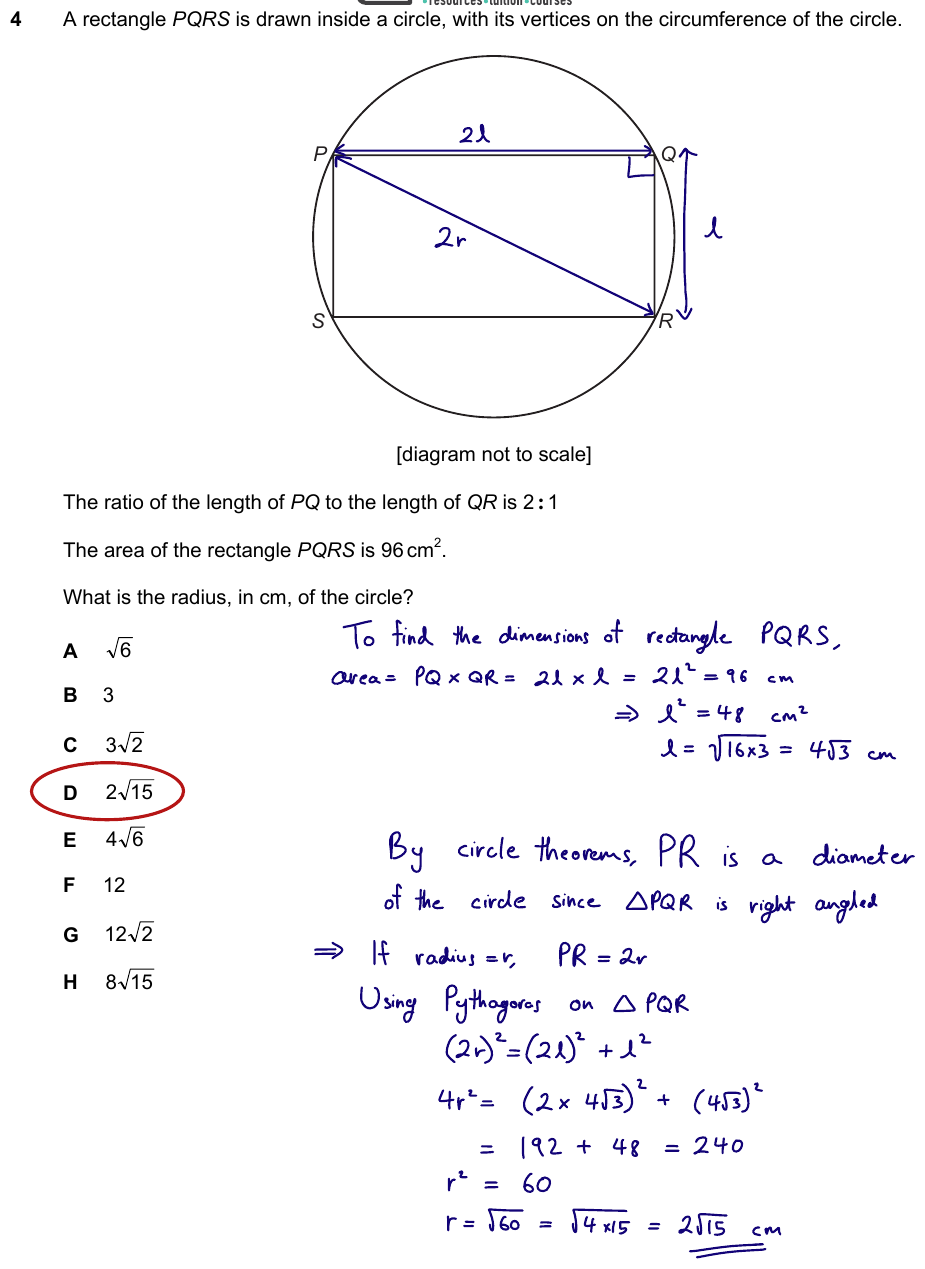 resources•tuition•courses
4 A rectangle PQRS is drawn inside a circle, with its vertices on the circumference of the circle.
2l
P Q
l
2r
S R
[diagram not to scale]
The ratio of the length of PQ to the length of QR is 2:1
The area of the rectangle PQRS is 96 cm².
What is the radius, in cm, of the circle?
A √6
B 3
C 3√2
D 2√15
E 4√6
F 12
G 12√2
H 8√15
To find the dimensions of rectangle PQRS,
area = PQ × QR = 2l × l = 2l² = 96 cm
⇒ l² = 48 cm²
l = √(16×3) = 4√3 cm
By circle theorems, PR is a diameter
of the circle since △PQR is right angled
⇒ If radius = r, PR = 2r
Using Pythagoras on △ PQR
(2r)² = (2l)² + l²
4r² = (2 × 4√3)² + (4√3)²
= 192 + 48 = 240
r² = 60
r = √60 = √(4×15) = 2√15 cm